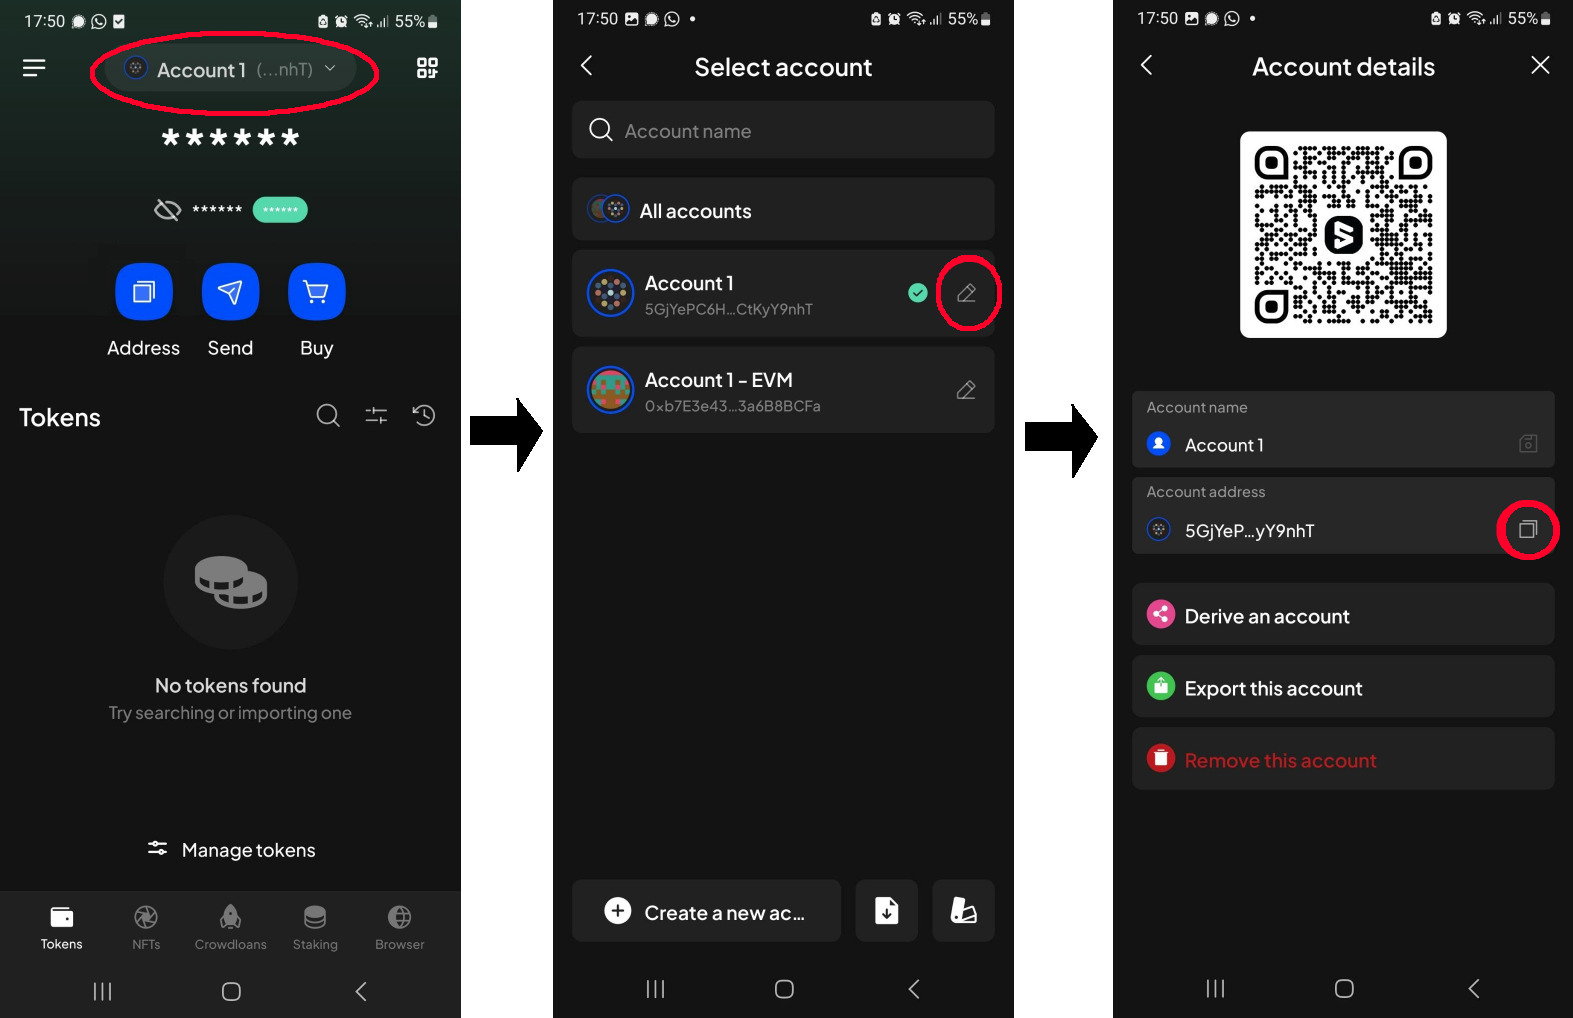 17:50 55%
Account 1 (...nhT)
******
****** ******
Address Send Buy
Tokens
No tokens found
Try searching or importing one
Manage tokens
Tokens NFTs Crowdloans Staking Browser
17:50 55%
Select account
Account name
All accounts
Account 1
5GjYePC6H...CtKyY9nhT
Account 1 - EVM
0xb7E3e43...3a6B8BCFa
Create a new ac...
17:50 55%
Account details
Account name
Account 1
Account address
5GjYeP...yY9nhT
Derive an account
Export this account
Remove this account